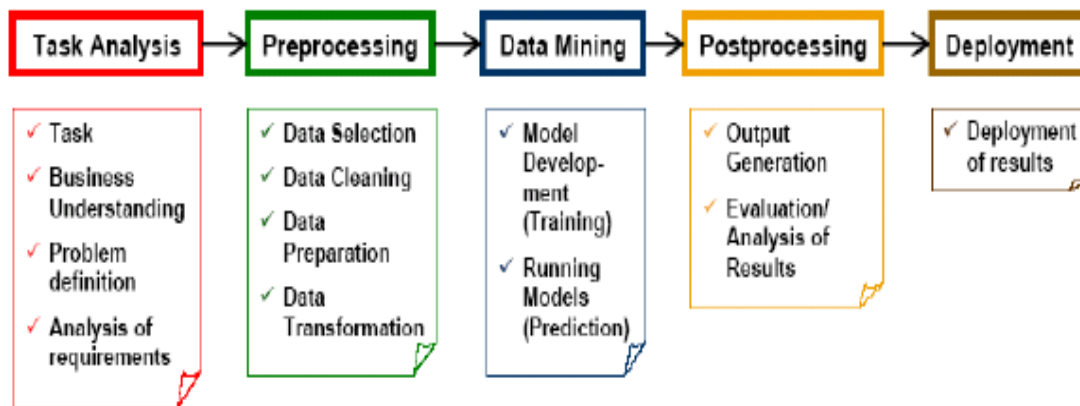 Task Analysis
Preprocessing
Data Mining
Postprocessing
Deployment
Task
Business
Understanding
Problem
definition
Analysis of
requirements
Data Selection
Data Cleaning
Data
Preparation
Data
Transformation
Model
Develop-
ment
(Training)
Running
Models
(Prediction)
Output
Generation
Evaluation/
Analysis of
Results
Deployment
of results